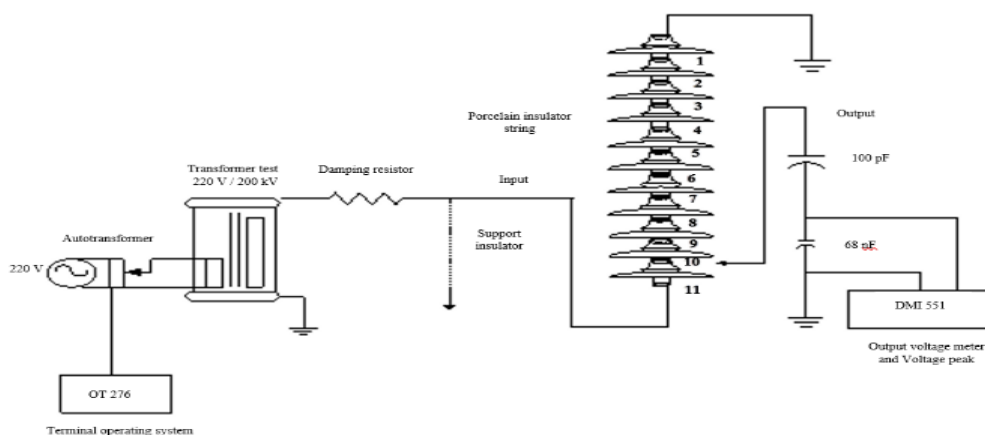 1
2
3
4
5
6
7
8
9
10
11
Porcelain insulator
string
Output
100 pF
68 nF
DMI 551
Output voltage meter
and Voltage peak
Transformer test
220 V / 200 kV
Damping resistor
Input
Support
insulator
Autotransformer
220 V
OT 276
Terminal operating system